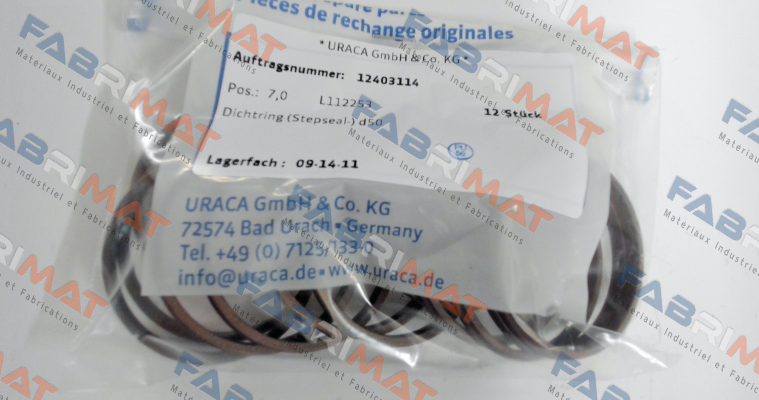 pièces de rechange originales
* URACA GmbH & Co. KG *
Auftragsnummer: 12403114
Pos.: 7,0 L112253 12 Stück
Dichtring (Stepseal-) d50
Lagerfach: 09-14-11
URACA GmbH & Co. KG
72574 Bad Urach • Germany
Tel. +49 (0) 7125/133-0
info@uraca.de • www.uraca.de
FABRIMAT
Matériaux Industriel et Fabrications